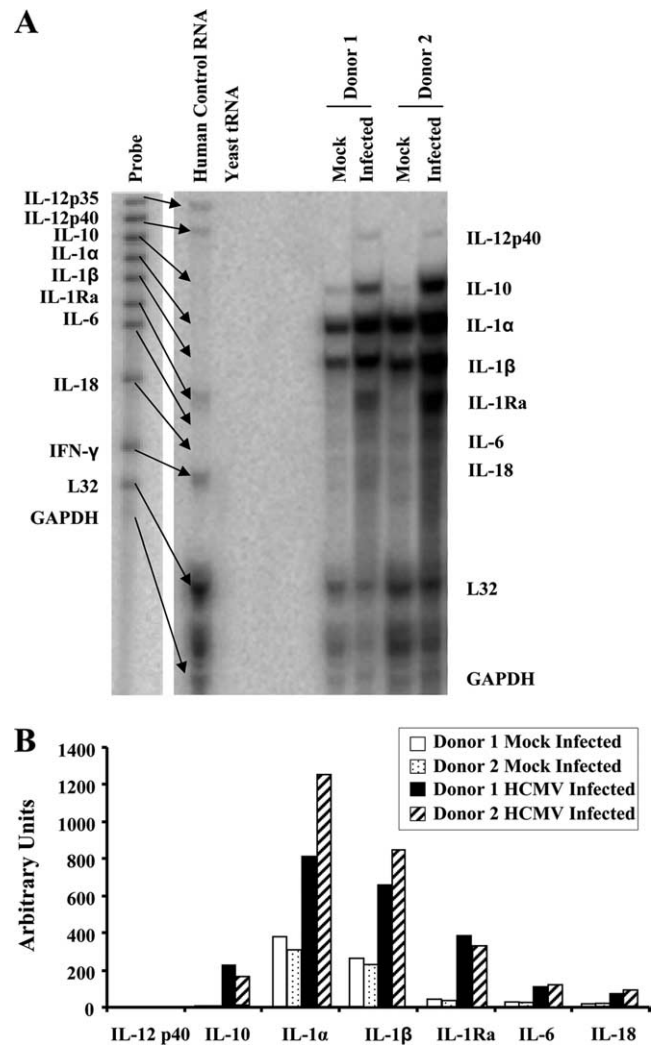 A
Probe
Human Control RNA
Yeast tRNA
Donor 1
Donor 2
Mock
Infected
Mock
Infected
IL-12p35
IL-12p40
IL-10
IL-1α
IL-1β
IL-1Ra
IL-6
IL-18
IFN-γ
L32
GAPDH
IL-12p40
IL-10
IL-1α
IL-1β
IL-1Ra
IL-6
IL-18
L32
GAPDH
B
Donor 1 Mock Infected
Donor 2 Mock Infected
Donor 1 HCMV Infected
Donor 2 HCMV Infected
Arbitrary Units
1400
1200
1000
800
600
400
200
0
IL-12 p40 IL-10 IL-1α IL-1β IL-1Ra IL-6 IL-18